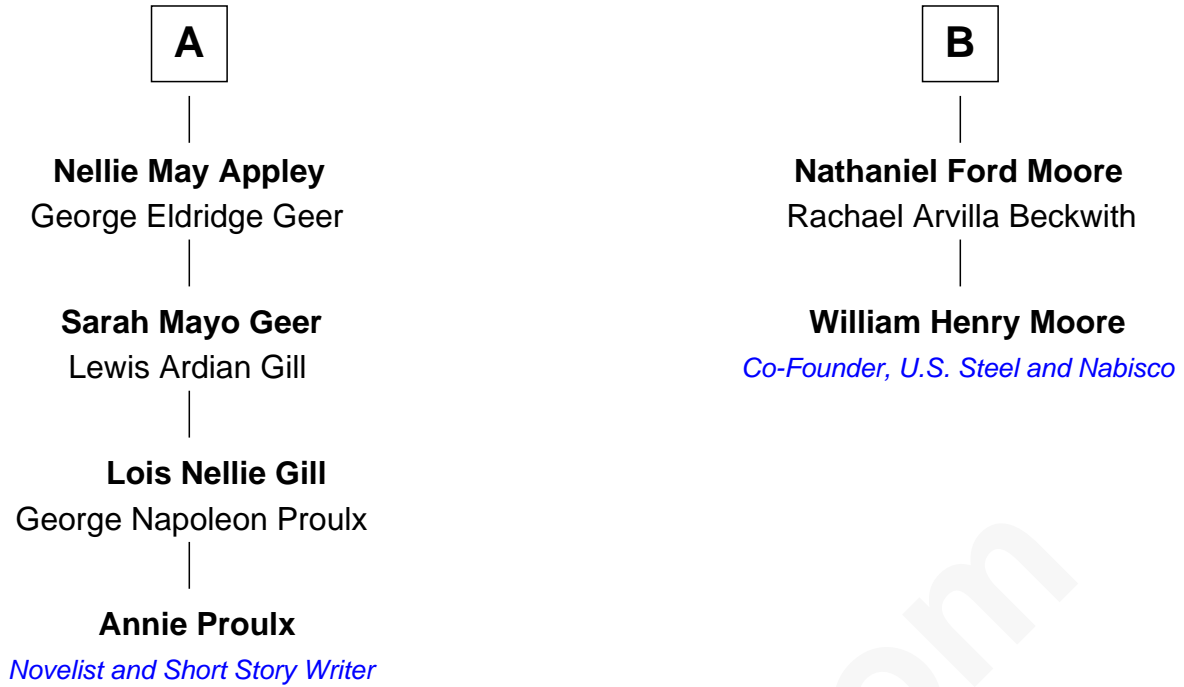 A
Nellie May Appley
George Eldridge Geer
Sarah Mayo Geer
Lewis Ardian Gill
Lois Nellie Gill
George Napoleon Proulx
Annie Proulx
Novelist and Short Story Writer
B
Nathaniel Ford Moore
Rachael Arvilla Beckwith
William Henry Moore
Co-Founder, U.S. Steel and Nabisco